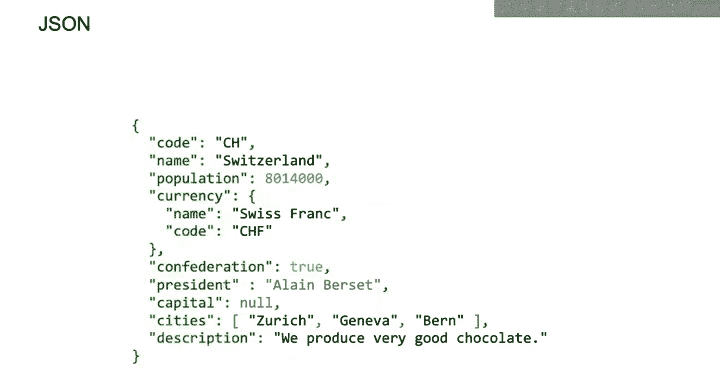 JSON
{
"code": "CH",
"name": "Switzerland",
"population": 8014000,
"currency": {
"name": "Swiss Franc",
"code": "CHF"
},
"confederation": true,
"president" : "Alain Berset",
"capital": null,
"cities": [ "Zurich", "Geneva", "Bern" ],
"description": "We produce very good chocolate."
}